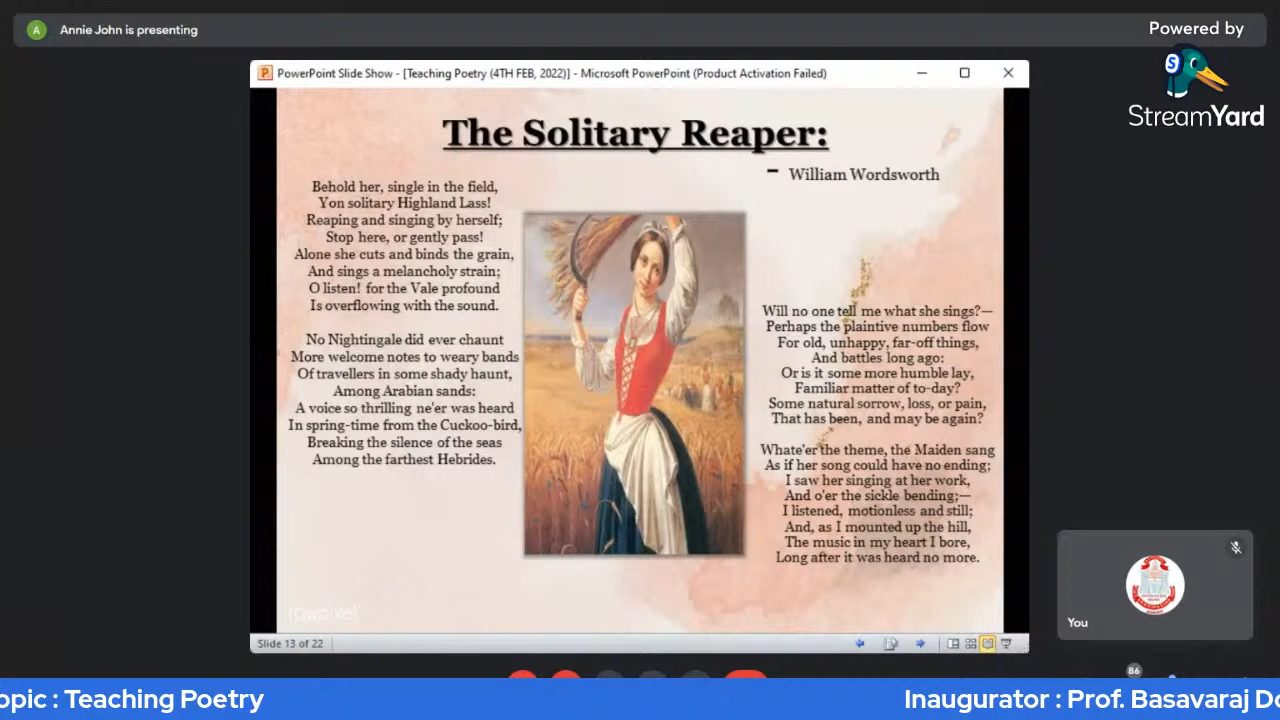 A Annie John is presenting
Powered by
S
StreamYard
P PowerPoint Slide Show - [Teaching Poetry (4TH FEB, 2022)] - Microsoft PowerPoint (Product Activation Failed)
The Solitary Reaper:
- William Wordsworth
Behold her, single in the field,
Yon solitary Highland Lass!
Reaping and singing by herself;
Stop here, or gently pass!
Alone she cuts and binds the grain,
And sings a melancholy strain;
O listen! for the Vale profound
Is overflowing with the sound.
No Nightingale did ever chaunt
More welcome notes to weary bands
Of travellers in some shady haunt,
Among Arabian sands:
A voice so thrilling ne'er was heard
In spring-time from the Cuckoo-bird,
Breaking the silence of the seas
Among the farthest Hebrides.
Will no one tell me what she sings?—
Perhaps the plaintive numbers flow
For old, unhappy, far-off things,
And battles long ago:
Or is it some more humble lay,
Familiar matter of to-day?
Some natural sorrow, loss, or pain,
That has been, and may be again?
Whate'er the theme, the Maiden sang
As if her song could have no ending;
I saw her singing at her work,
And o'er the sickle bending;—
I listened, motionless and still;
And, as I mounted up the hill,
The music in my heart I bore,
Long after it was heard no more.
rawpixel
Slide 13 of 22
You
86
opic : Teaching Poetry
Inaugurator : Prof. Basavaraj Do